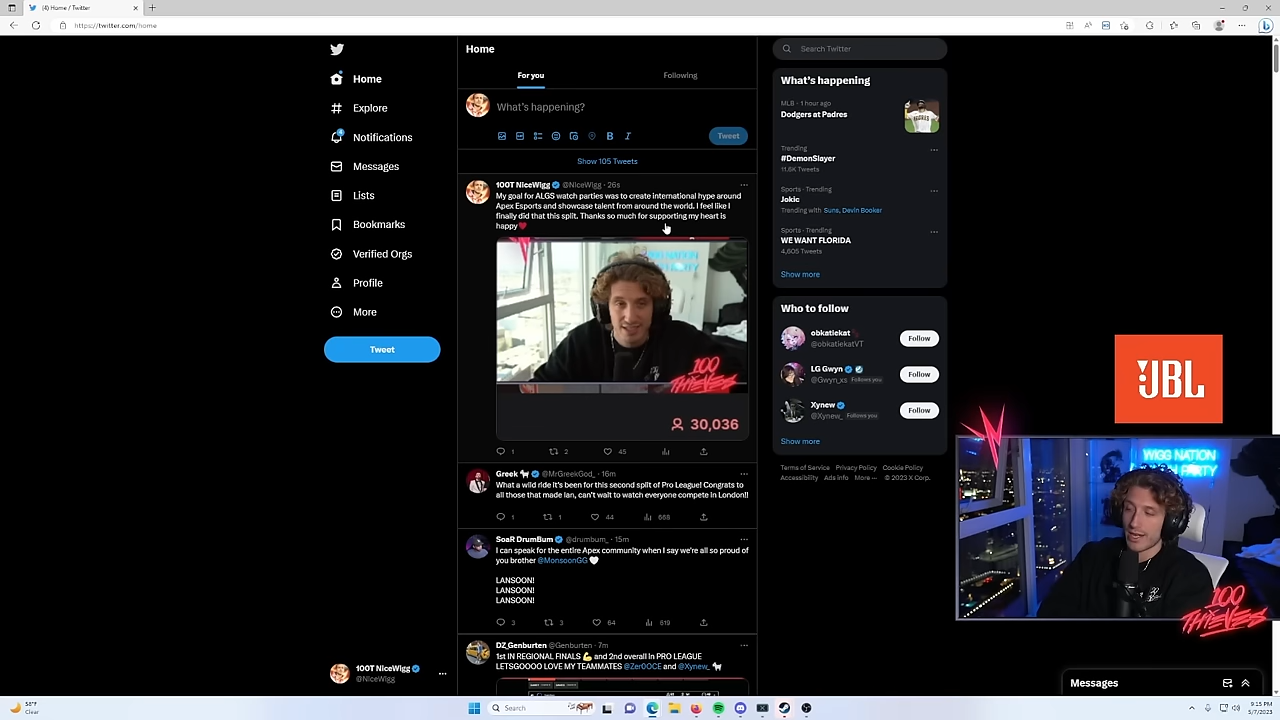 (4) Home / Twitter
https://twitter.com/home
Home
Explore
Notifications
Messages
Lists
Bookmarks
Verified Orgs
Profile
More
Tweet
100T NiceWigg
@NiceWigg
Home
For you
Following
What's happening?
Tweet
Show 105 Tweets
100T NiceWigg @NiceWigg · 26s
My goal for ALGS watch parties was to create international hype around
Apex Esports and showcase talent from around the world. I feel like I
finally did that this split. Thanks so much for supporting my heart is
happy♥
100
THIEVES
30,036
1 2 45
Greek @MrGreekGod_ · 16m
What a wild ride it's been for this second split of Pro League! Congrats to
all those that made lan, can't wait to watch everyone compete in London!!
1 1 44 668
SoaR DrumBum @drumbum_ · 15m
I can speak for the entire Apex community when I say we're all so proud of
you brother @MonsoonGG 🤍
LANSOON!
LANSOON!
LANSOON!
3 3 64 619
DZ_Genburten @Genburten · 7m
1st IN REGIONAL FINALS 💪 and 2nd overall in PRO LEAGUE
LETSGOOOO LOVE MY TEAMMATES @Zer0OCE and @Xynew_ 🐐
Search Twitter
What's happening
MLB · 1 hour ago
Dodgers at Padres
Trending
#DemonSlayer
11.6K Tweets
Sports · Trending
Jokic
Trending with Suns, Devin Booker
Sports · Trending
WE WANT FLORIDA
4,605 Tweets
Show more
Who to follow
obkatiekat
@obkatiekatVT
Follow
LG Gwyn
@Gwyn_xs Follows you
Follow
Xynew
@Xynew_ Follows you
Follow
Show more
Terms of Service Privacy Policy Cookie Policy
Accessibility Ads info More ··· © 2023 X Corp.
JBL
WIGG NATION
PARTY
100
THIEVES
Messages
58°F
Clear
Search
9:15 PM
5/7/2023